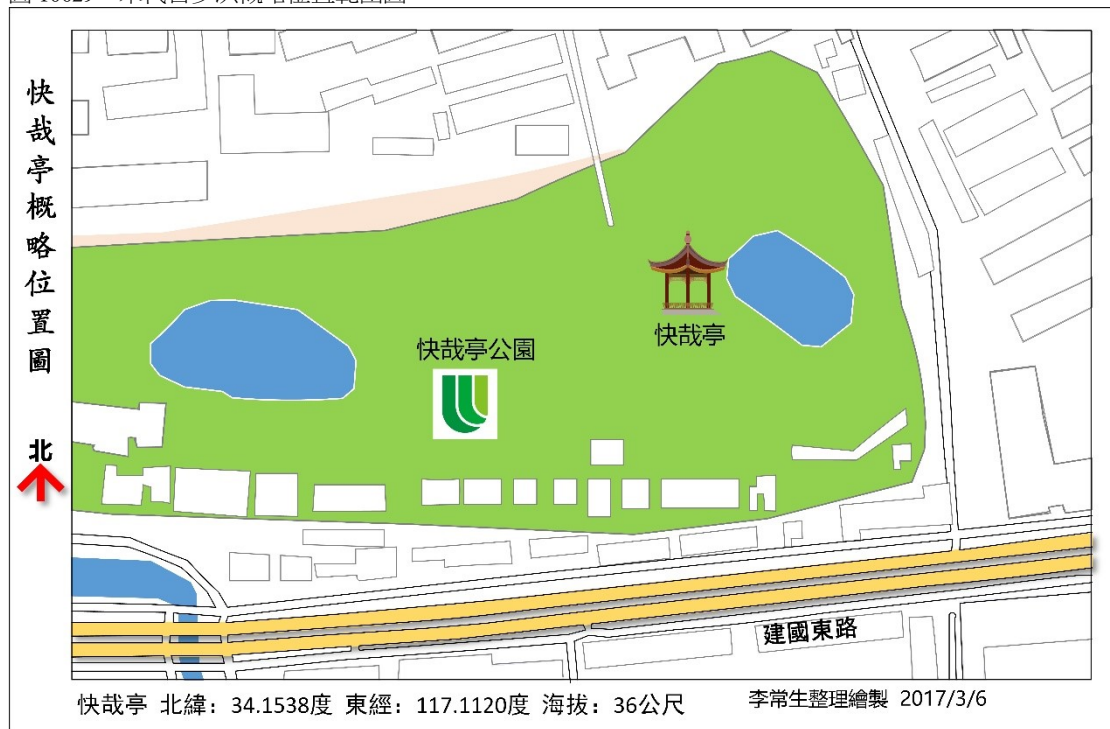 快哉亭概略位置圖
北
快哉亭
快哉亭公園
建國東路
快哉亭 北緯：34.1538度 東經：117.1120度 海拔：36公尺
李常生整理繪製 2017/3/6